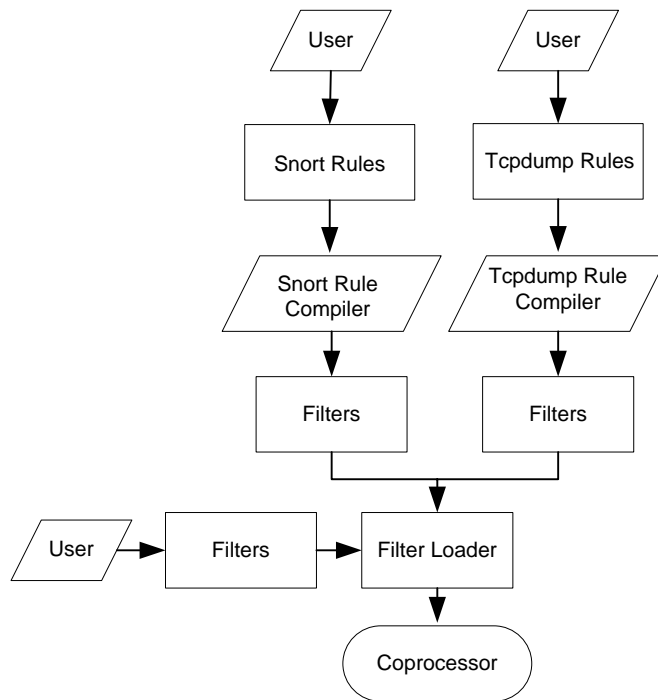 User
User
Snort Rules
Tcpdump Rules
Snort Rule
Compiler
Tcpdump Rule
Compiler
Filters
Filters
User
Filters
Filter Loader
Coprocessor